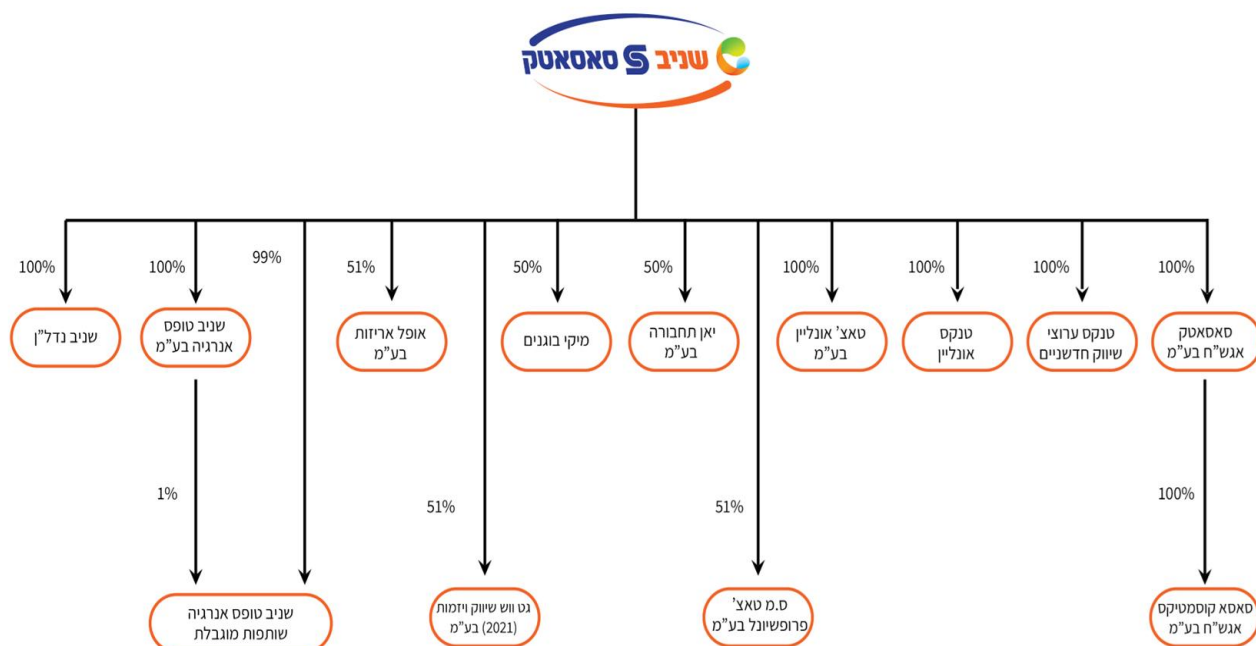 שניב סאסאטק
99%
100%
100%
100%
100%
50%
50%
51%
100%
100%
סאסאטק
אגש"ח בע"מ
טנקס ערוצי
שיווק חדשניים
טנקס
אונליין
טאצ' אונליין
בע"מ
יאן תחבורה
בע"מ
מיקי בוגנים
אופל אריזות
בע"מ
שניב טופס
אנרגיה בע"מ
שניב נדל"ן
100%
51%
51%
1%
סאסא קוסמטיקס
אגש"ח בע"מ
ס.מ טאצ'
פרופשיונל בע"מ
גט ווש שיווק ויזמות
(2021) בע"מ
שניב טופס אנרגיה
שותפות מוגבלת